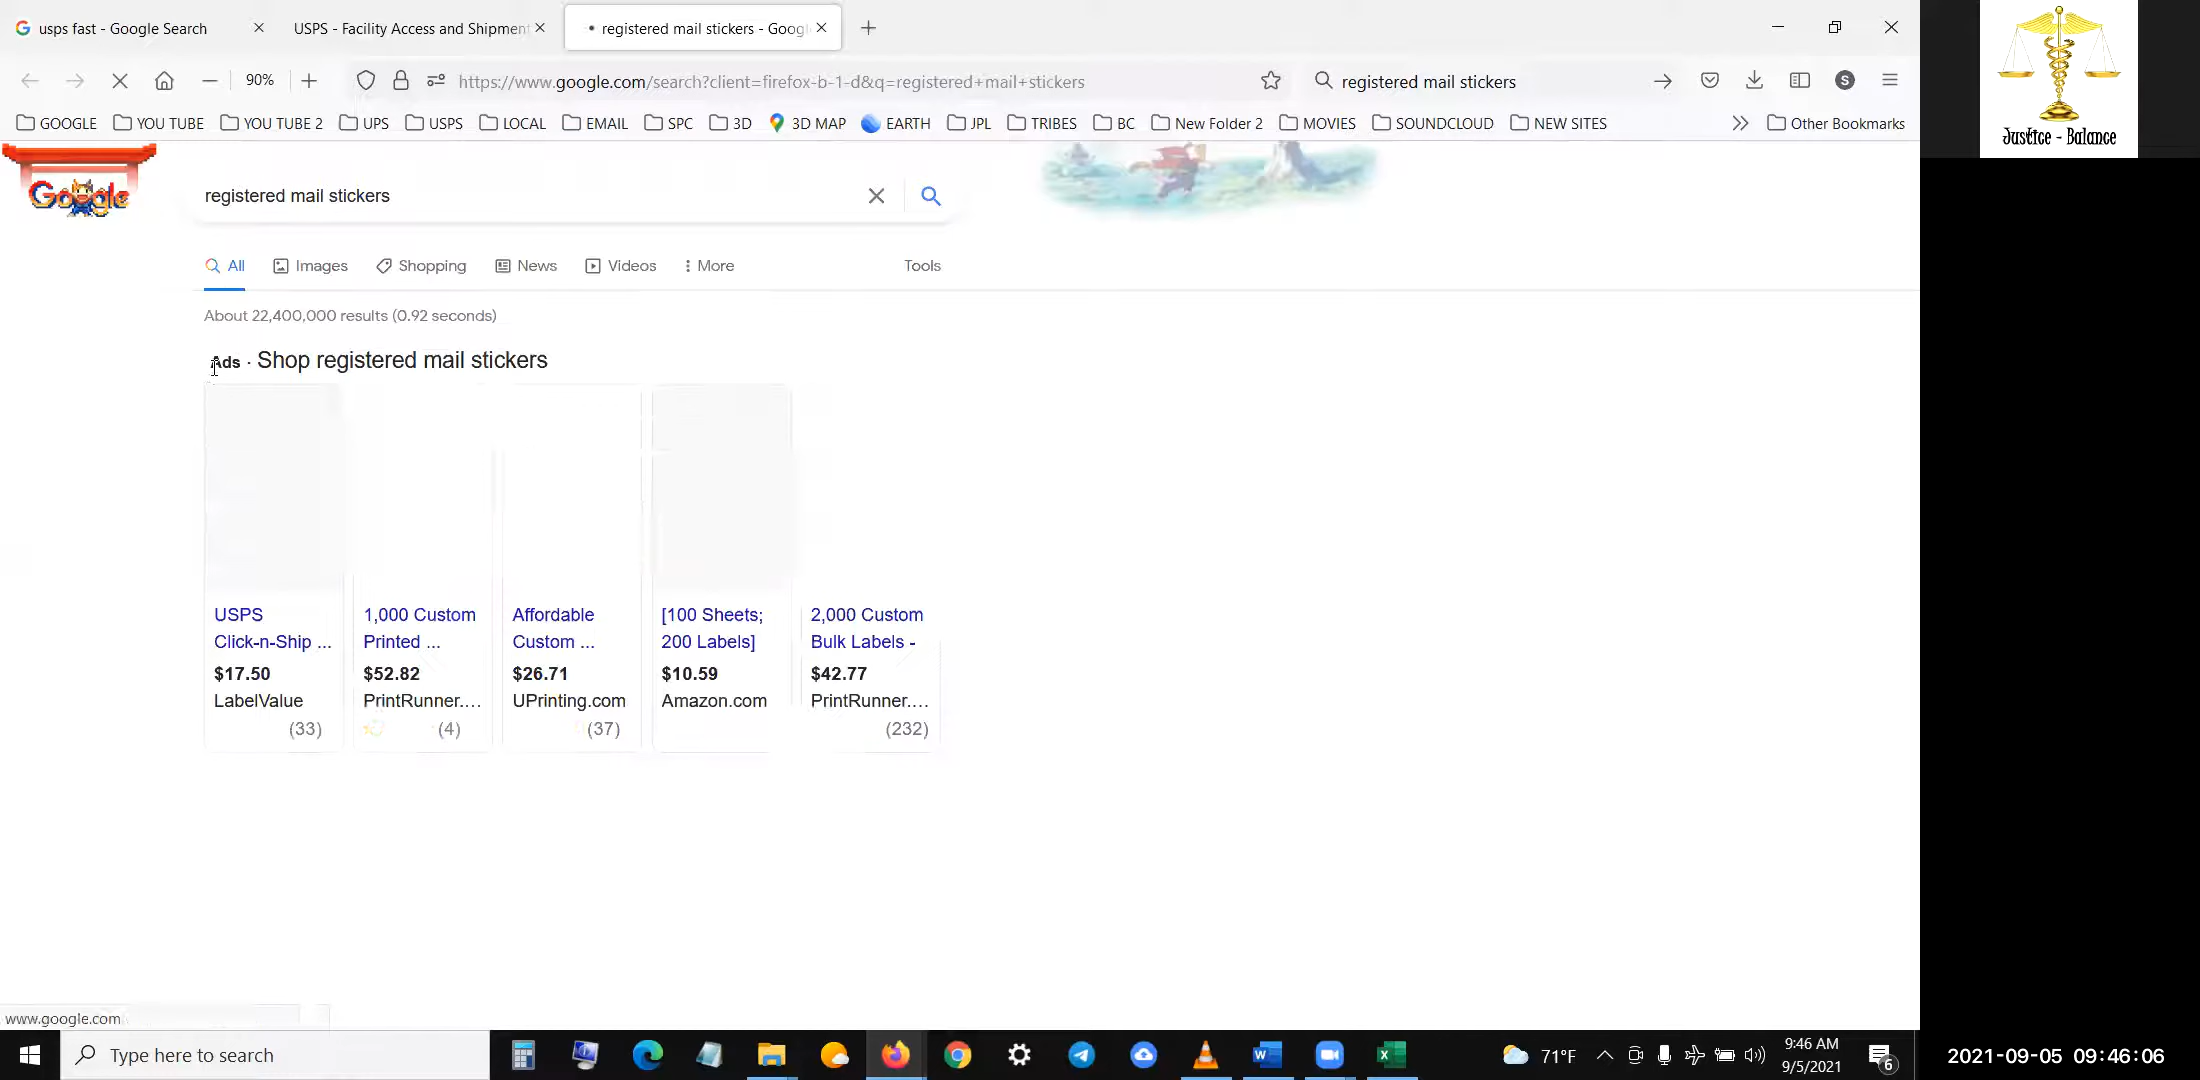 usps fast - Google Search
USPS - Facility Access and Shipment
registered mail stickers - Googl
90%
https://www.google.com/search?client=firefox-b-1-d&q=registered+mail+stickers
registered mail stickers
S
GOOGLE YOU TUBE YOU TUBE 2 UPS USPS LOCAL EMAIL SPC 3D 3D MAP EARTH JPL TRIBES BC New Folder 2 MOVIES SOUNDCLOUD NEW SITES Other Bookmarks
Justice - Balance
Google
registered mail stickers
All Images Shopping News Videos More Tools
About 22,400,000 results (0.92 seconds)
Ads · Shop registered mail stickers
USPS
Click-n-Ship ...
$17.50
LabelValue
(33)
1,000 Custom
Printed ...
$52.82
PrintRunner....
(4)
Affordable
Custom ...
$26.71
UPrinting.com
(37)
[100 Sheets;
200 Labels]
$10.59
Amazon.com
2,000 Custom
Bulk Labels -
$42.77
PrintRunner....
(232)
www.google.com
Type here to search
71°F
9:46 AM
9/5/2021
6
2021-09-05 09:46:06